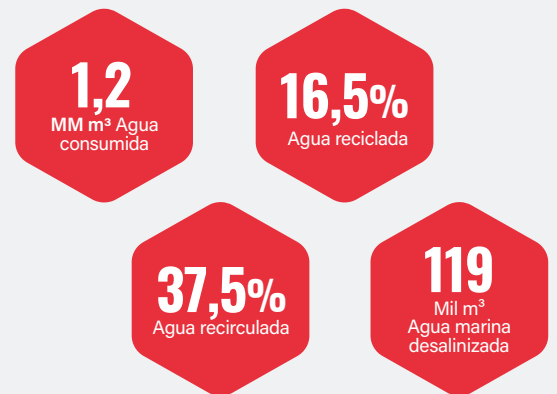 1,2
MM m³ Agua
consumida
16,5%
Agua reciclada
37,5%
Agua recirculada
119
Mil m³
Agua marina
desalinizada